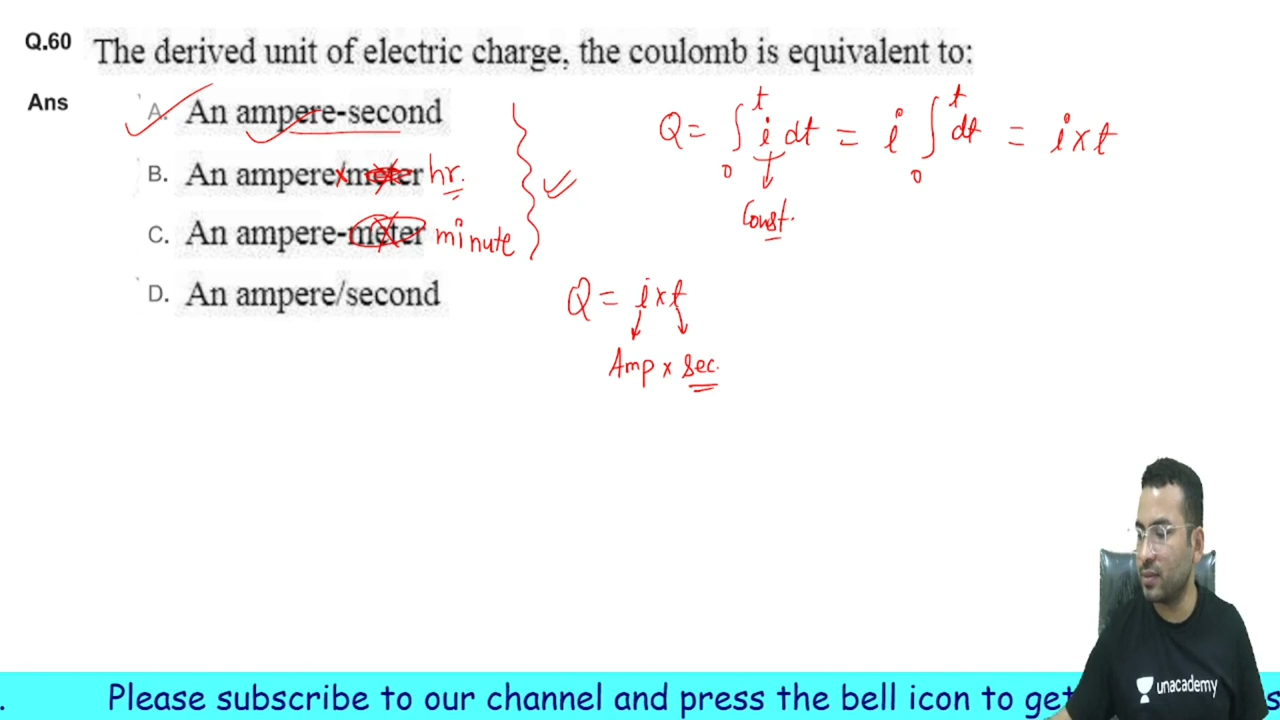 Q.60 The derived unit of electric charge, the coulomb is equivalent to:
Ans A. An ampere-second
B. An ampere/meter hr.
C. An ampere-meter minute
D. An ampere/second
Q = ∫₀ᵗ i dt = i ∫₀ᵗ dt = i x t
Const.
Q = i x t
Amp x Sec.
unacademy
Please subscribe to our channel and press the bell icon to get